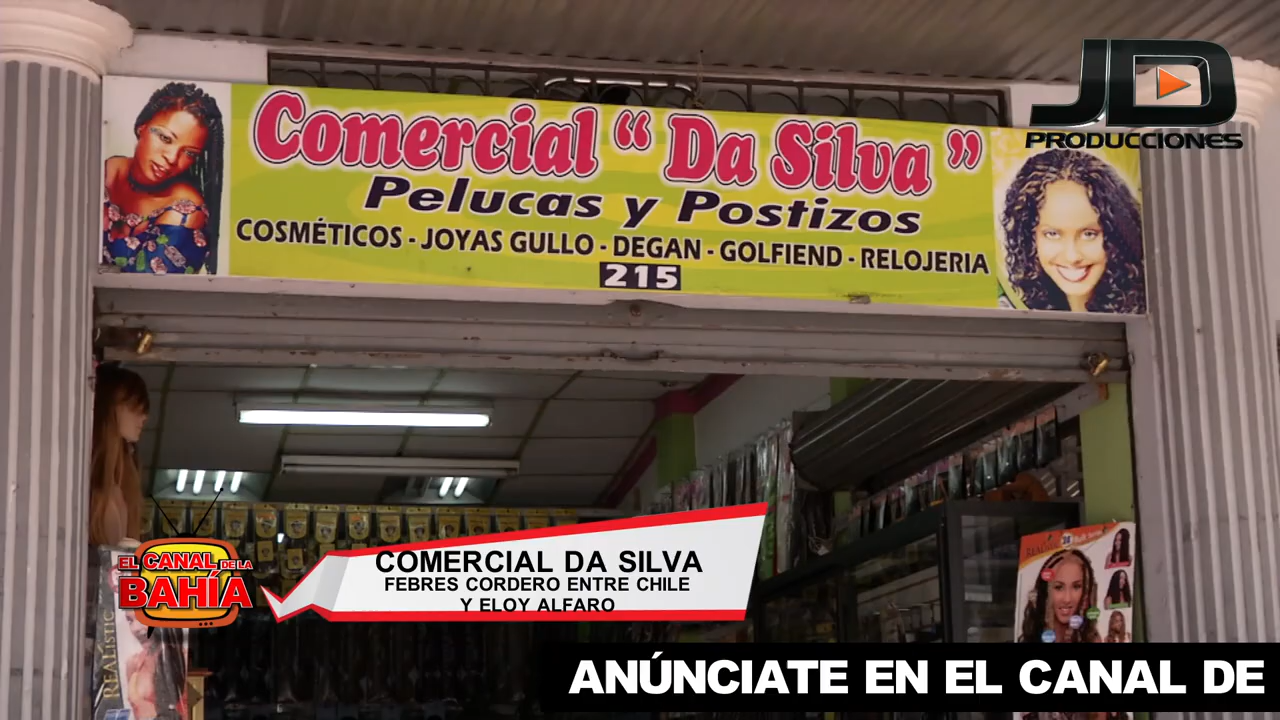 JD
PRODUCCIONES
Comercial “ Da Silva ”
Pelucas y Postizos
COSMÉTICOS - JOYAS GULLO - DEGAN - GOLFIEND - RELOJERIA
215
EL CANAL DE LA
BAHÍA
COMERCIAL DA SILVA
FEBRES CORDERO ENTRE CHILE
Y ELOY ALFARO
REALISTIC
ANÚNCIATE EN EL CANAL DE